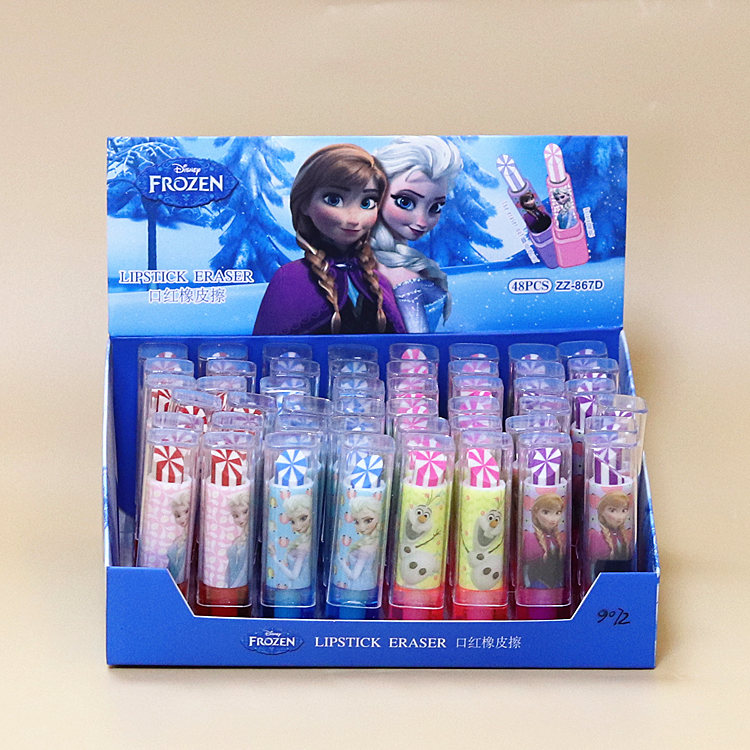 Disney
FROZEN
LIPSTICK ERASER
口红橡皮擦
48PCS ZZ-867D
Disney
FROZEN
LIPSTICK ERASER 口红橡皮擦